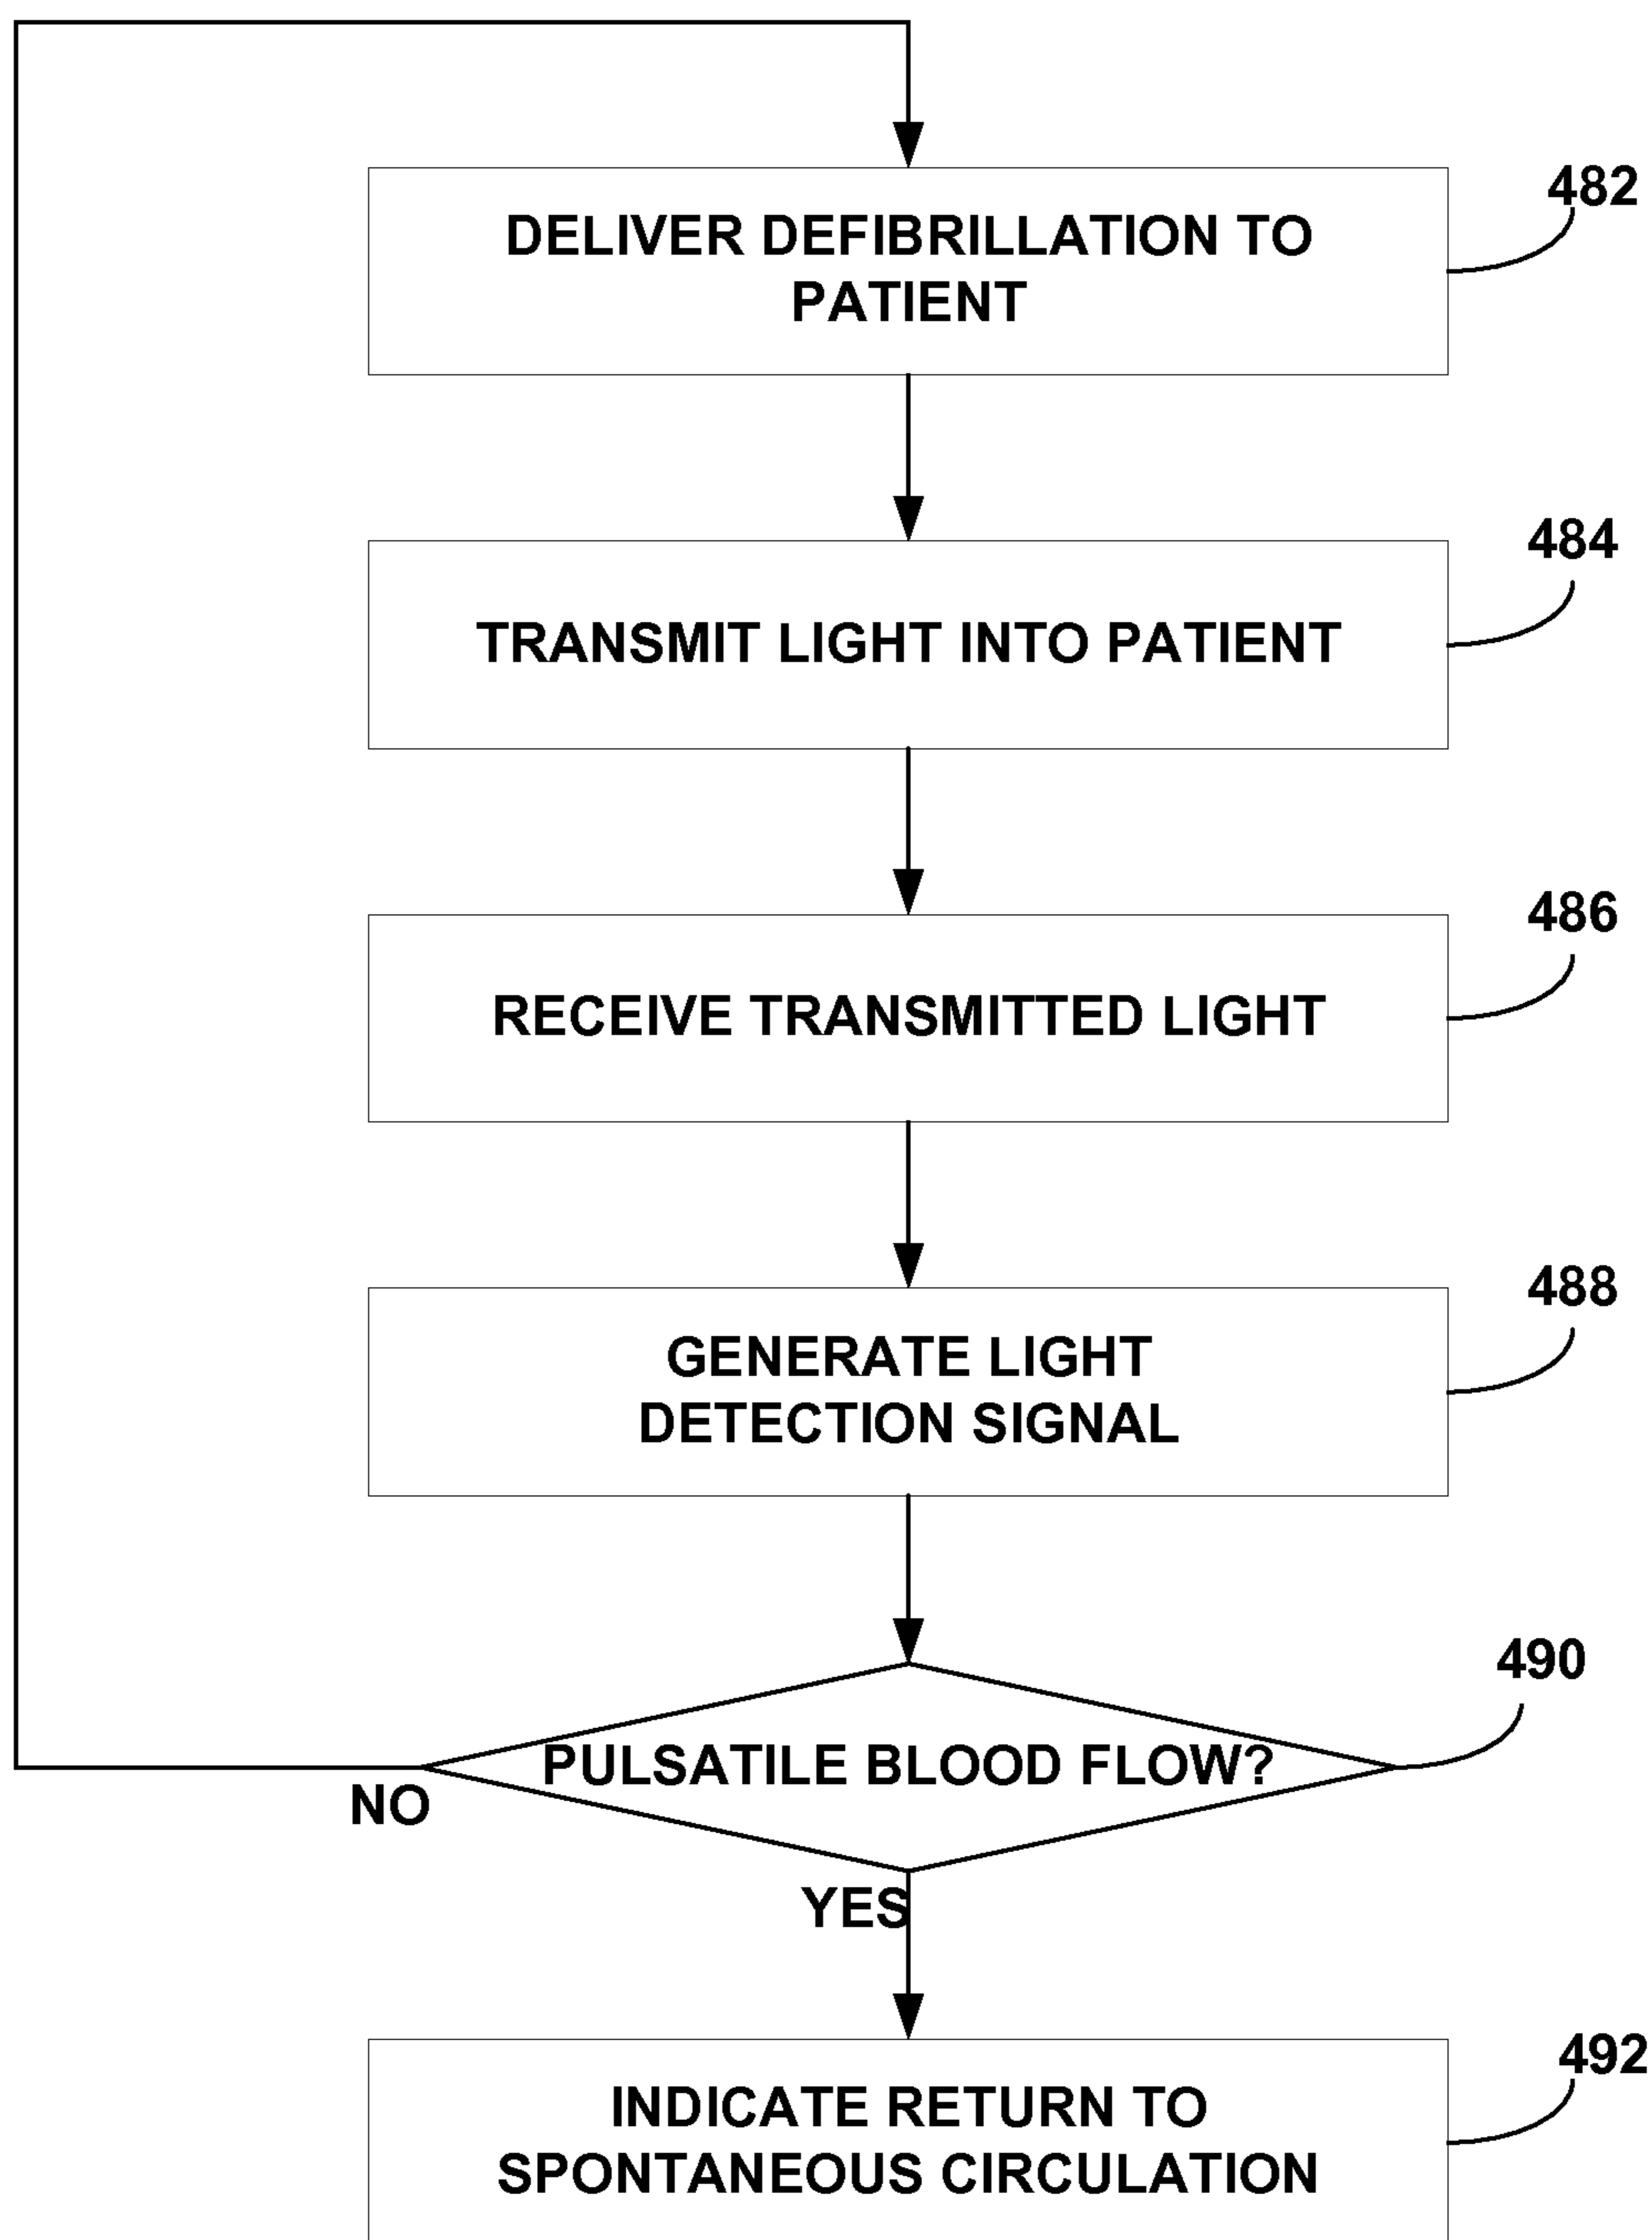 482
DELIVER DEFIBRILLATION TO
PATIENT
484
TRANSMIT LIGHT INTO PATIENT
486
RECEIVE TRANSMITTED LIGHT
488
GENERATE LIGHT
DETECTION SIGNAL
490
PULSATILE BLOOD FLOW?
NO
YES
492
INDICATE RETURN TO
SPONTANEOUS CIRCULATION